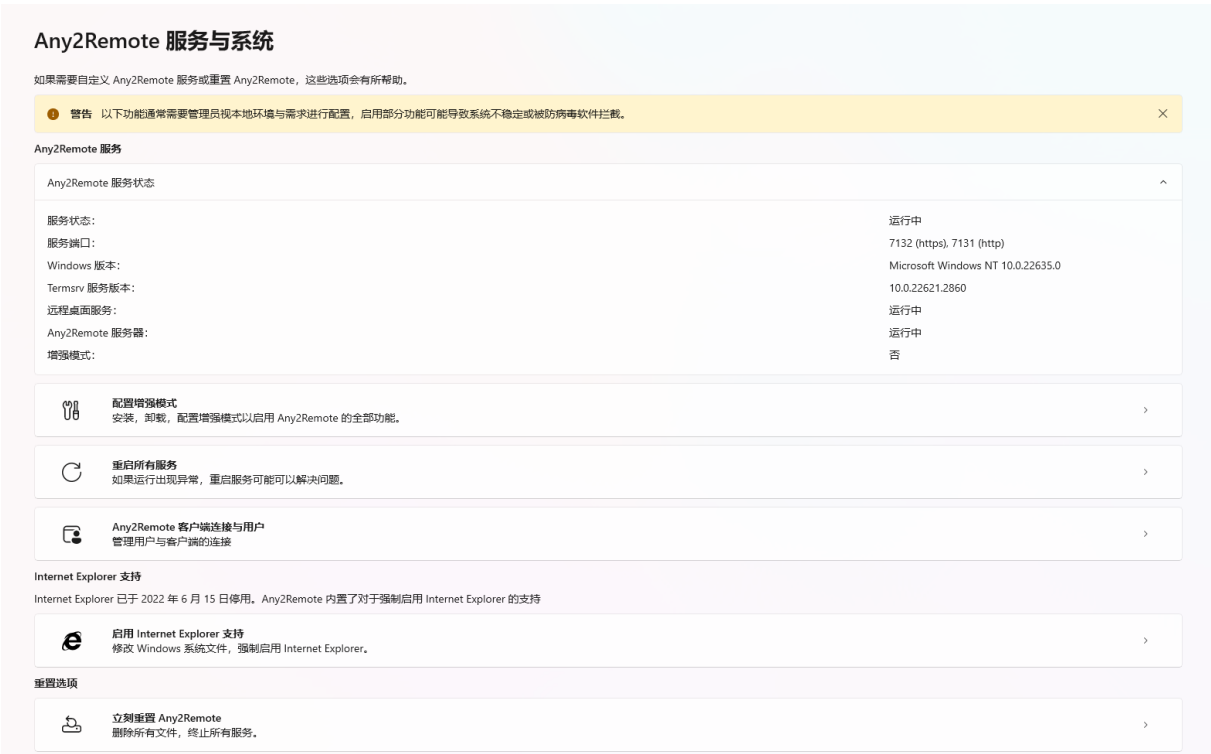 Any2Remote 服务与系统
如果需要自定义 Any2Remote 服务或重置 Any2Remote，这些选项会有所帮助。
警告 以下功能通常需要管理员视本地环境与需求进行配置，启用部分功能可能导致系统不稳定或被防病毒软件拦截。
Any2Remote 服务
Any2Remote 服务状态
服务状态： 运行中
服务端口： 7132 (https), 7131 (http)
Windows 版本： Microsoft Windows NT 10.0.22635.0
Termsrv 服务版本： 10.0.22621.2860
远程桌面服务： 运行中
Any2Remote 服务器： 运行中
增强模式： 否
配置增强模式
安装，卸载，配置增强模式以启用 Any2Remote 的全部功能。
重启所有服务
如果运行出现异常，重启服务可能可以解决问题。
Any2Remote 客户端连接与用户
管理用户与客户端的连接
Internet Explorer 支持
Internet Explorer 已于 2022 年 6 月 15 日停用。Any2Remote 内置了对于强制启用 Internet Explorer 的支持
启用 Internet Explorer 支持
修改 Windows 系统文件，强制启用 Internet Explorer。
重置选项
立刻重置 Any2Remote
删除所有文件，终止所有服务。